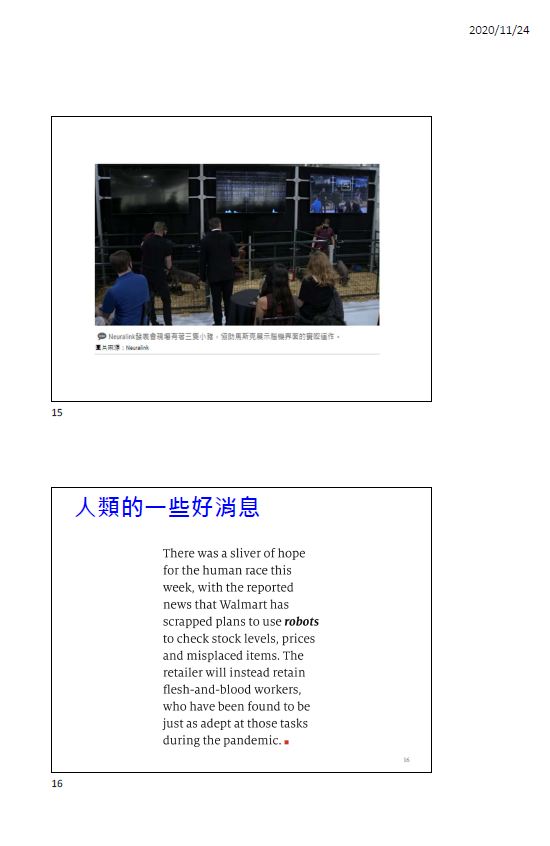 2020/11/24
Neuralink發表會現場有著三隻小豬，協助馬斯克展示腦機界面的實際運作。
圖片來源：Neuralink
15
人類的一些好消息
There was a sliver of hope
for the human race this
week, with the reported
news that Walmart has
scrapped plans to use robots
to check stock levels, prices
and misplaced items. The
retailer will instead retain
flesh-and-blood workers,
who have been found to be
just as adept at those tasks
during the pandemic.
16
16